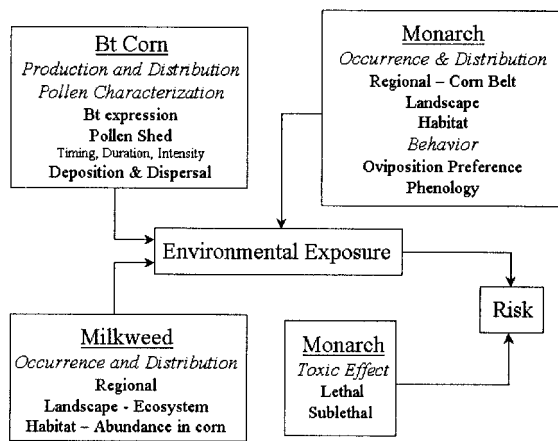 Bt Corn
Production and Distribution
Pollen Characterization
Bt expression
Pollen Shed
Timing, Duration, Intensity
Deposition & Dispersal
Monarch
Occurrence & Distribution
Regional – Corn Belt
Landscape
Habitat
Behavior
Oviposition Preference
Phenology
Environmental Exposure
Risk
Milkweed
Occurrence and Distribution
Regional
Landscape - Ecosystem
Habitat – Abundance in corn
Monarch
Toxic Effect
Lethal
Sublethal